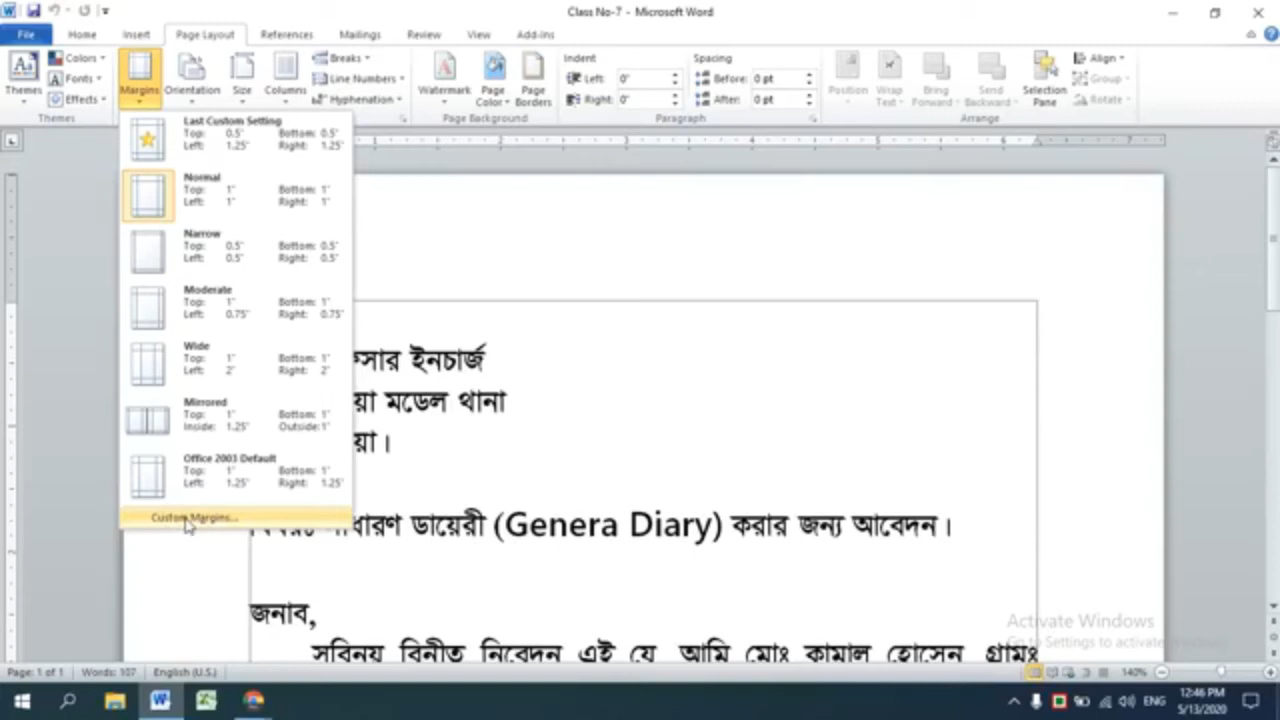 Class No-7 - Microsoft Word
File Home Insert Page Layout References Mailings Review View Add-Ins
Themes Colors Fonts Effects
Themes
Margins Orientation Size Columns Breaks Line Numbers Hyphenation
Watermark Page Color Page Borders
Page Background
Indent Spacing
Left: 0" Before: 0 pt
Right: 0" After: 0 pt
Paragraph
Position Wrap Text Bring Forward Send Backward Selection Pane Align Group Rotate
Arrange
Last Custom Setting
Top: 0.5" Bottom: 0.5"
Left: 1.25" Right: 1.25"
Normal
Top: 1" Bottom: 1"
Left: 1" Right: 1"
Narrow
Top: 0.5" Bottom: 0.5"
Left: 0.5" Right: 0.5"
Moderate
Top: 1" Bottom: 1"
Left: 0.75" Right: 0.75"
Wide
Top: 1" Bottom: 1"
Left: 2" Right: 2"
Mirrored
Top: 1" Bottom: 1"
Inside: 1.25" Outside: 1"
Office 2003 Default
Top: 1" Bottom: 1"
Left: 1.25" Right: 1.25"
Custom Margins...
ইনচার্জ
মডেল থানা
ডায়েরী (Genera Diary) করার জন্য আবেদন।
জনাব,
সবিনয় বিনীত নিবেদন এই যে আমি মোঃ কামাল হোসেন গ্রামঃ
Activate Windows
Go to Settings to activate Windows.
Page: 1 of 1 Words: 107 English (U.S.) 140%
ENG 12:46 PM
5/13/2020